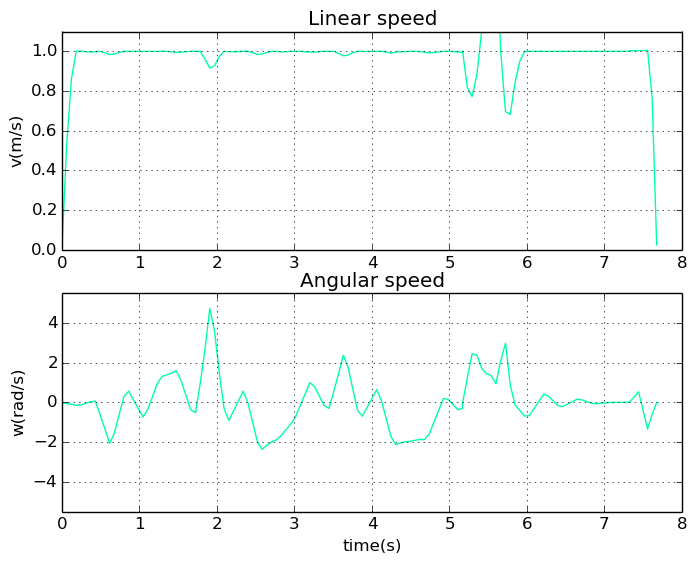 Linear speed
v(m/s)
1.0
0.8
0.6
0.4
0.2
0.0
0 1 2 3 4 5 6 7 8
Angular speed
w(rad/s)
4
2
0
−2
−4
0 1 2 3 4 5 6 7 8
time(s)